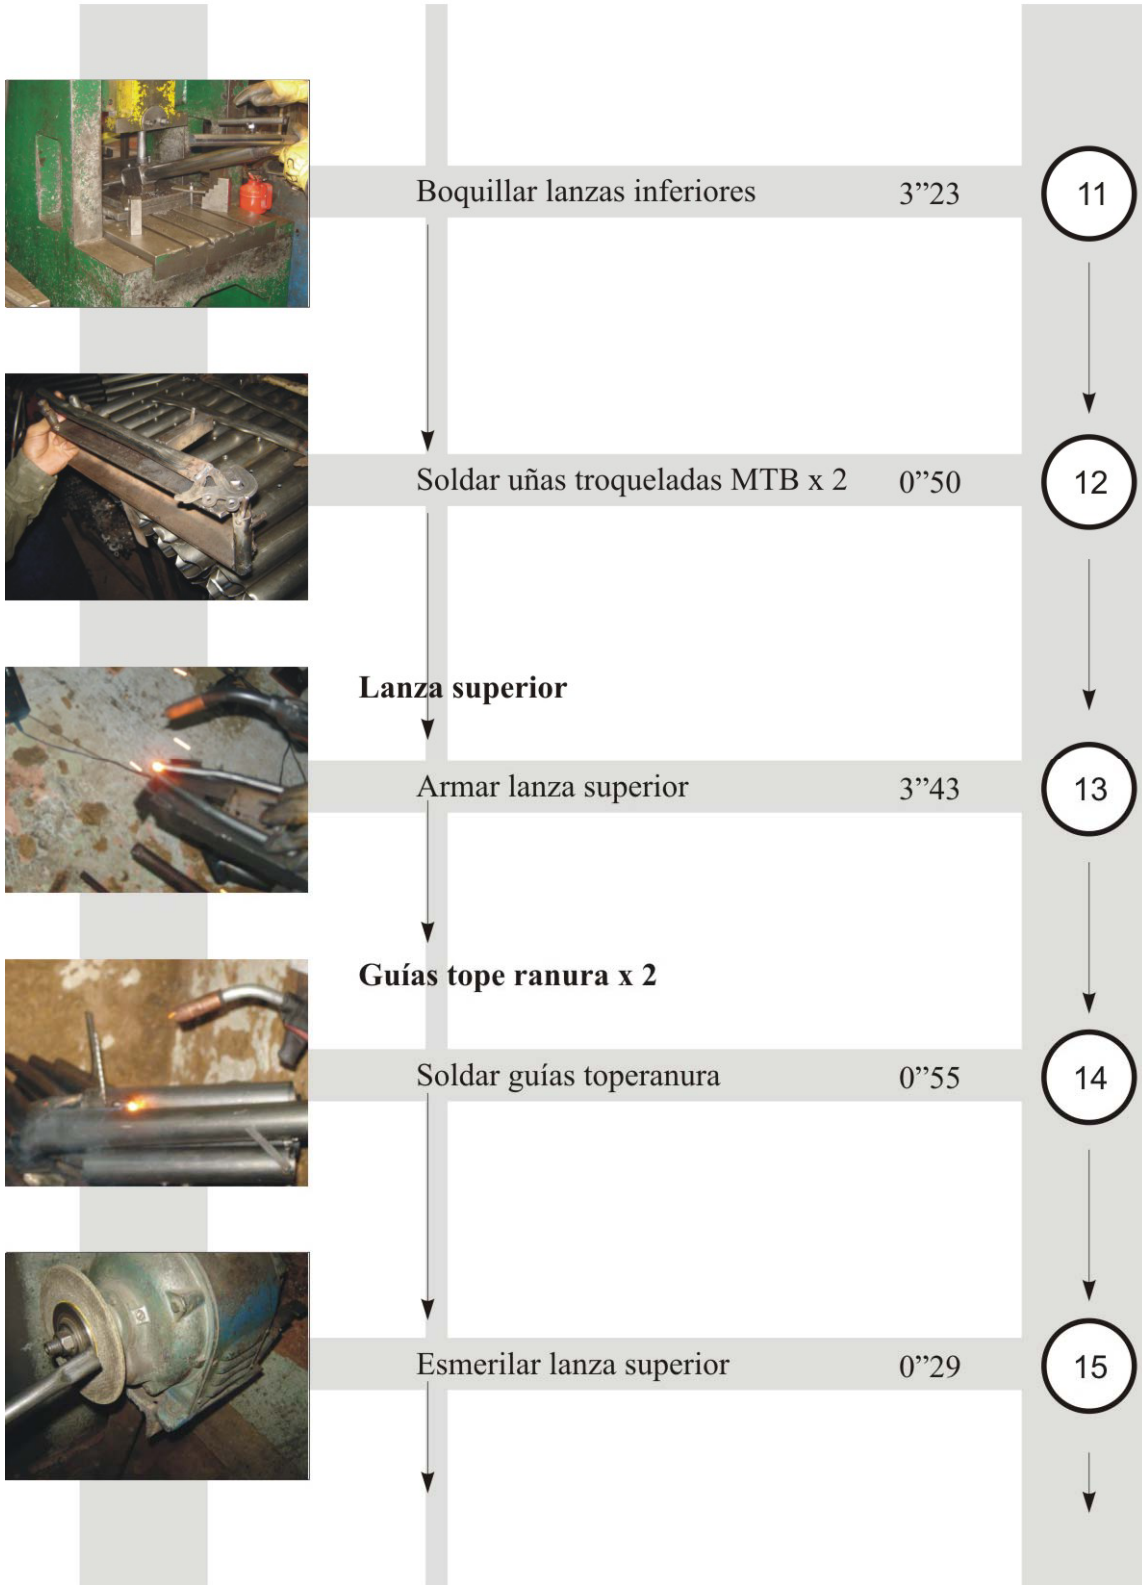 Boquillar lanzas inferiores 3”23 11
Soldar uñas troqueladas MTB x 2 0”50 12
Lanza superior
Armar lanza superior 3”43 13
Guías tope ranura x 2
Soldar guías toperanura 0”55 14
Esmerilar lanza superior 0”29 15